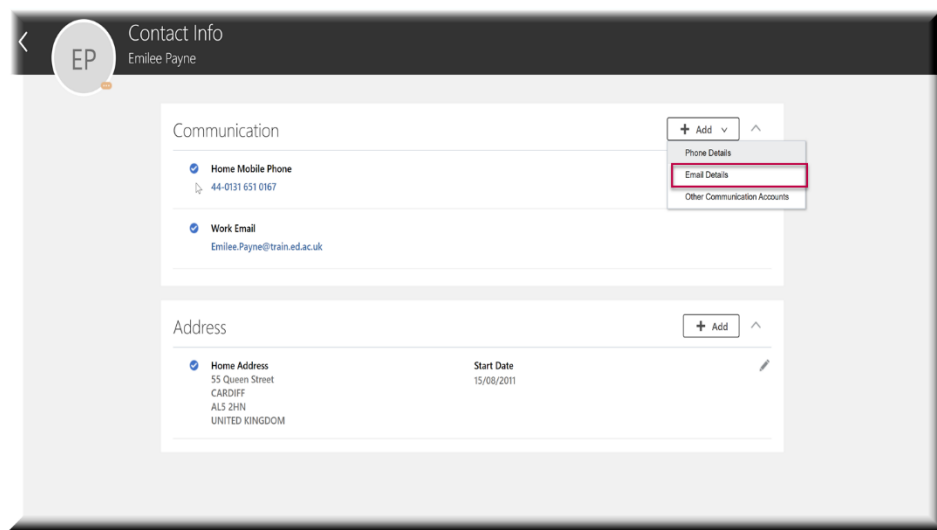 EP
Contact Info
Emilee Payne
Communication
Add
Phone Details
Email Details
Other Communication Accounts
Home Mobile Phone
44-0131 651 0167
Work Email
Emilee.Payne@train.ed.ac.uk
Address
Add
Home Address
55 Queen Street
CARDIFF
AL5 2HN
UNITED KINGDOM
Start Date
15/08/2011